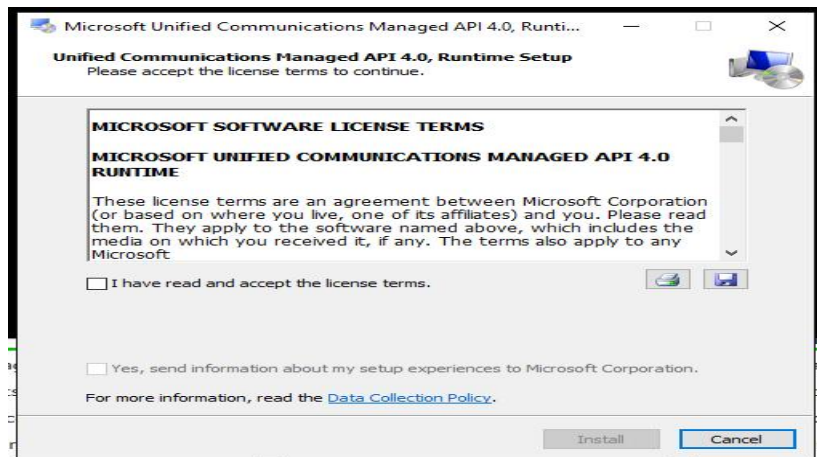 Microsoft Unified Communications Managed API 4.0, Runti...
Unified Communications Managed API 4.0, Runtime Setup
Please accept the license terms to continue.
MICROSOFT SOFTWARE LICENSE TERMS
MICROSOFT UNIFIED COMMUNICATIONS MANAGED API 4.0
RUNTIME
These license terms are an agreement between Microsoft Corporation
(or based on where you live, one of its affiliates) and you. Please read
them. They apply to the software named above, which includes the
media on which you received it, if any. The terms also apply to any
Microsoft
I have read and accept the license terms.
Yes, send information about my setup experiences to Microsoft Corporation.
For more information, read the Data Collection Policy.
Install Cancel